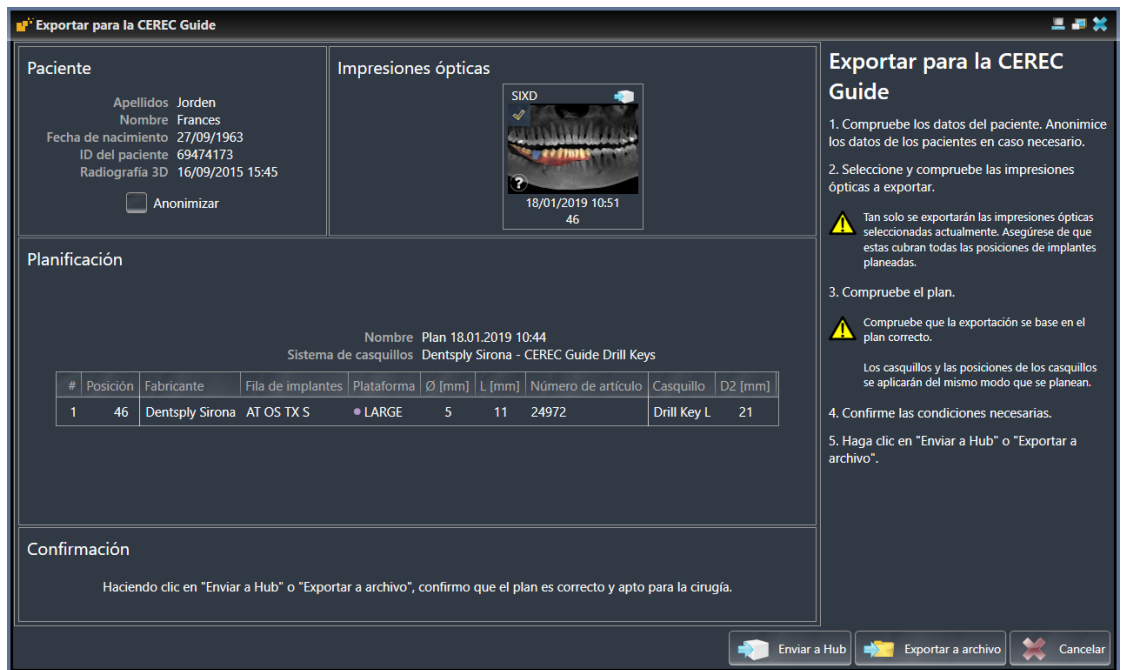 Exportar para la CEREC Guide
Paciente
Apellidos Jorden
Nombre Frances
Fecha de nacimiento 27/09/1963
ID del paciente 69474173
Radiografía 3D 16/09/2015 15:45
Anonimizar
Impresiones ópticas
SIXD
?
18/01/2019 10:51
46
Planificación
Nombre Plan 18.01.2019 10:44
Sistema de casquillos Dentsply Sirona - CEREC Guide Drill Keys
# Posición Fabricante Fila de implantes Plataforma Ø [mm] L [mm] Número de artículo Casquillo D2 [mm]
1 46 Dentsply Sirona AT OS TX S LARGE 5 11 24972 Drill Key L 21
Confirmación
Haciendo clic en "Enviar a Hub" o "Exportar a archivo", confirmo que el plan es correcto y apto para la cirugía.
Exportar para la CEREC
Guide
1. Compruebe los datos del paciente. Anonimice
los datos de los pacientes en caso necesario.
2. Seleccione y compruebe las impresiones
ópticas a exportar.
Tan solo se exportarán las impresiones ópticas
seleccionadas actualmente. Asegúrese de que
estas cubran todas las posiciones de implantes
planeadas.
3. Compruebe el plan.
Compruebe que la exportación se base en el
plan correcto.
Los casquillos y las posiciones de los casquillos
se aplicarán del mismo modo que se planean.
4. Confirme las condiciones necesarias.
5. Haga clic en "Enviar a Hub" o "Exportar a
archivo".
Enviar a Hub
Exportar a archivo
Cancelar